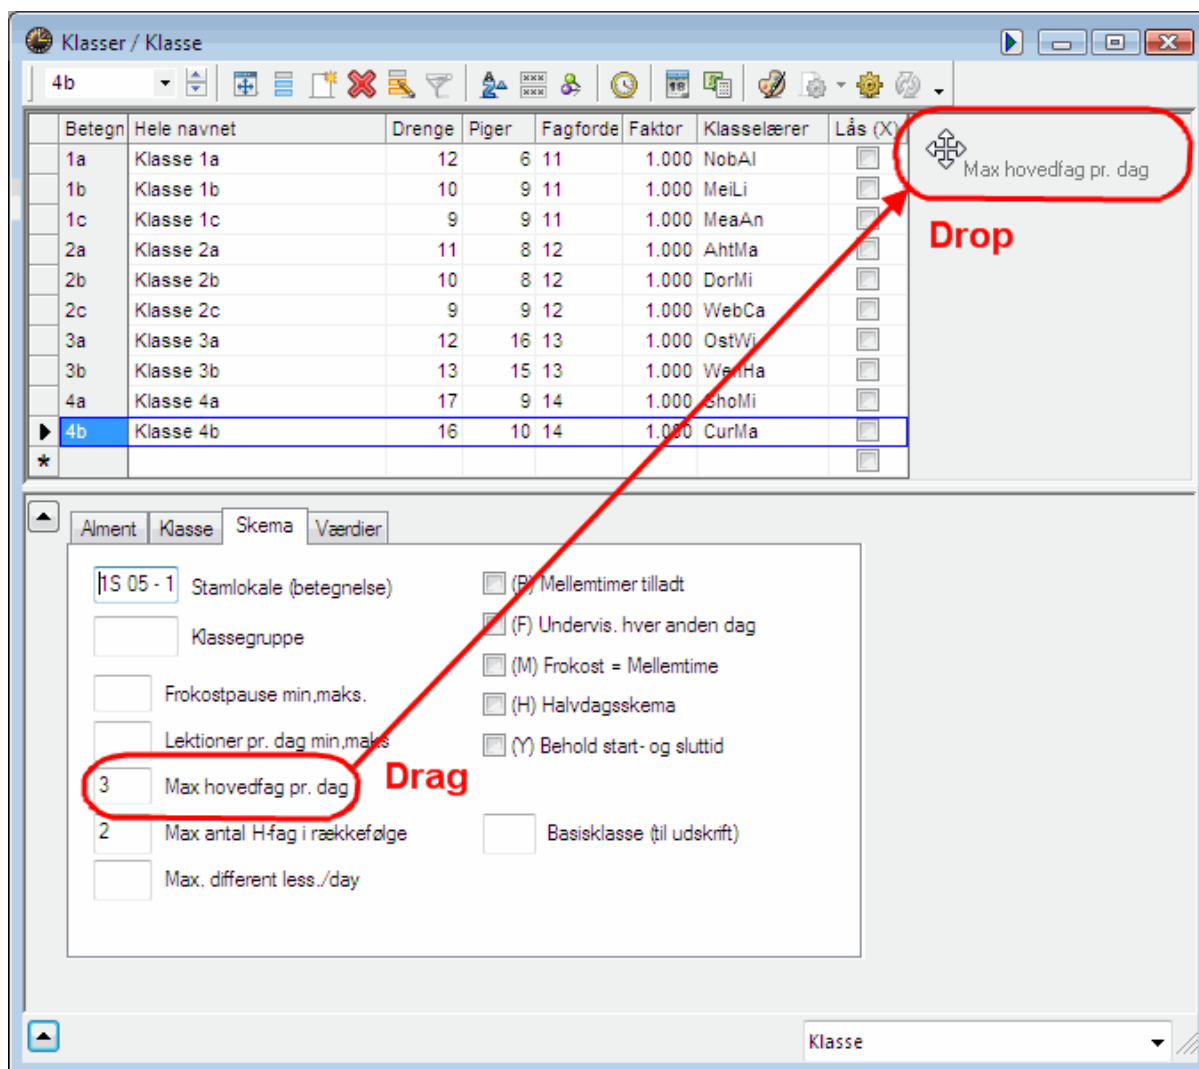 Klasser / Klasse
4b
Betegn Hele navnet Drenge Piger Fagforde Faktor Klasselærer Lås (X)
1a Klasse 1a 12 6 11 1.000 NobAl
1b Klasse 1b 10 9 11 1.000 MeiLi
1c Klasse 1c 9 9 11 1.000 MeaAn
2a Klasse 2a 11 8 12 1.000 AhtMa
2b Klasse 2b 10 8 12 1.000 DorMi
2c Klasse 2c 9 9 12 1.000 WebCa
3a Klasse 3a 12 16 13 1.000 OstWi
3b Klasse 3b 13 15 13 1.000 WenHa
4a Klasse 4a 17 9 14 1.000 ShoMi
4b Klasse 4b 16 10 14 1.000 CurMa
*
Max hovedfag pr. dag
Drop
Alment Klasse Skema Værdier
1S 05 - 1 Stamlokale (betegnelse)
Klassegruppe
Frokostpause min,maks.
Lektioner pr. dag min,maks
3 Max hovedfag pr. dag
Drag
2 Max antal H-fag i rækkefølge
Max. different less./day
(P) Mellemtimer tilladt
(F) Undervis. hver anden dag
(M) Frokost = Mellemtime
(H) Halvdagsskema
(Y) Behold start- og sluttid
Basisklasse (til udskrift)
Klasse